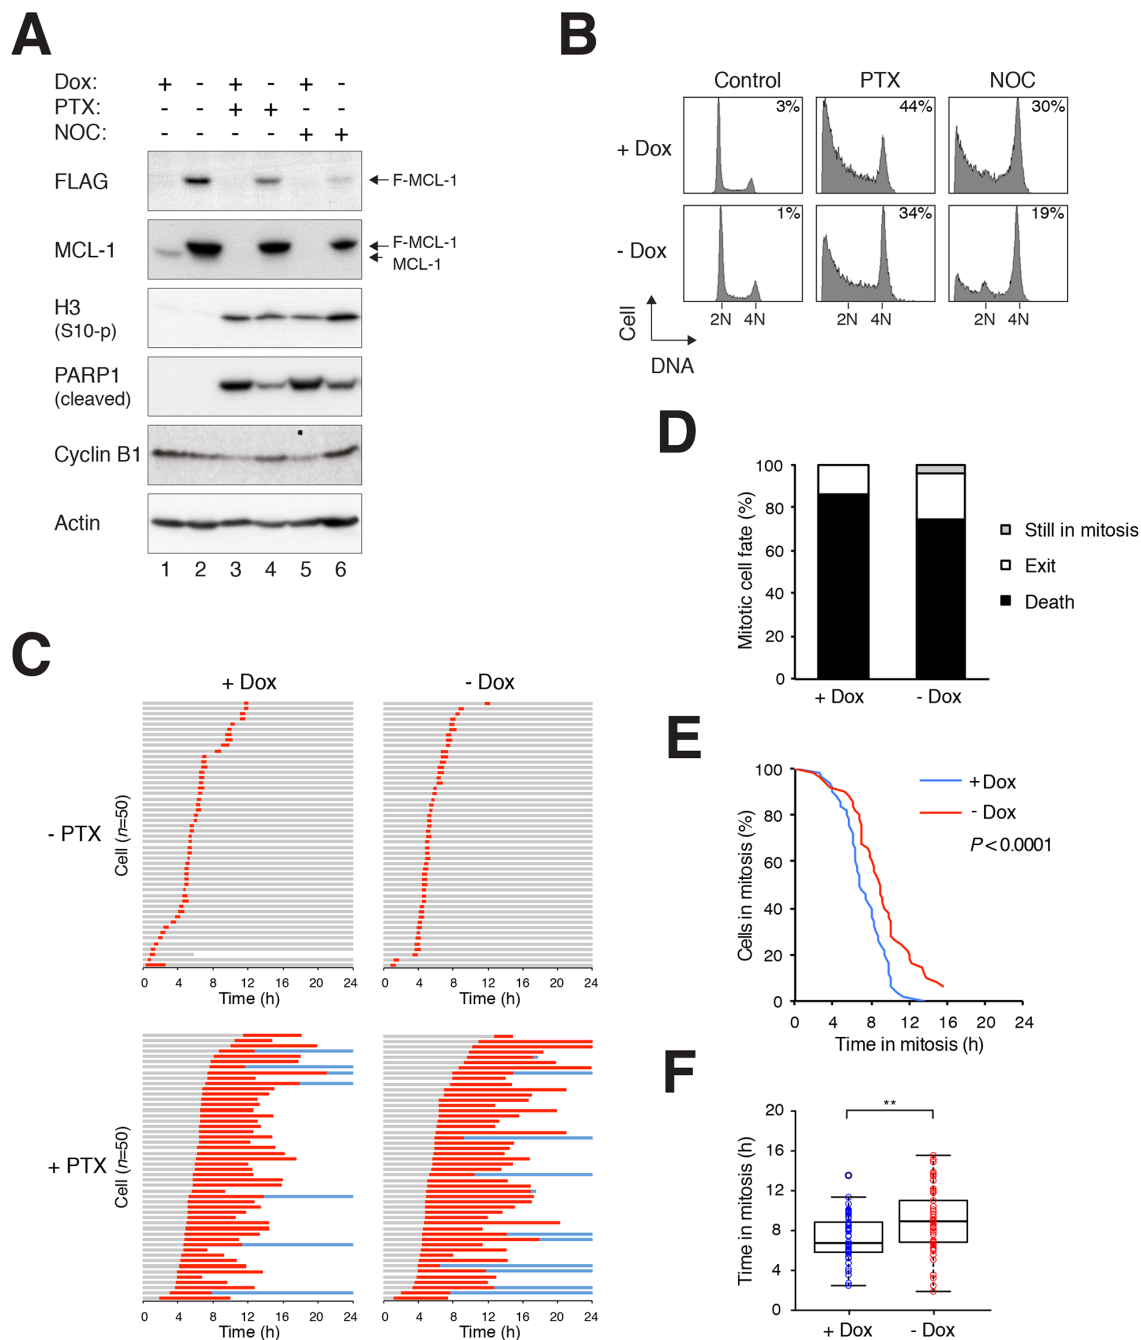 A
Dox: + - + - + -
PTX: - - + + - -
NOC: - - - - + +
FLAG
F-MCL-1
MCL-1
F-MCL-1
MCL-1
H3
(S10-p)
PARP1
(cleaved)
Cyclin B1
Actin
1 2 3 4 5 6
B
Control PTX NOC
+ Dox
3% 44% 30%
- Dox
1% 34% 19%
2N 4N 2N 4N 2N 4N
Cell
DNA
C
+ Dox - Dox
- PTX
Cell (n=50)
0 4 8 12 16 20 24 0 4 8 12 16 20 24
Time (h) Time (h)
+ PTX
Cell (n=50)
0 4 8 12 16 20 24 0 4 8 12 16 20 24
Time (h) Time (h)
D
Mitotic cell fate (%)
100
80
60
40
20
0
+ Dox - Dox
Still in mitosis
Exit
Death
E
Cells in mitosis (%)
100
80
60
40
20
0
0 4 8 12 16 20 24
Time in mitosis (h)
+ Dox
- Dox
P < 0.0001
F
Time in mitosis (h)
20
16
12
8
4
0
**
+ Dox - Dox